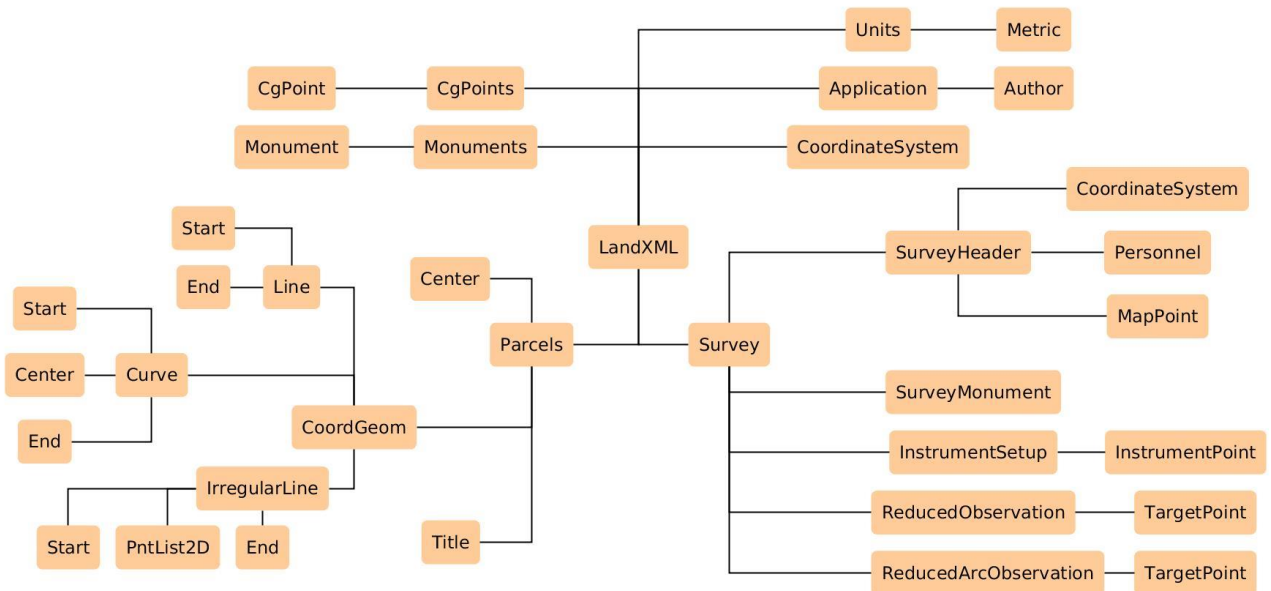 Units
Metric
CgPoint
CgPoints
Application
Author
Monument
Monuments
CoordinateSystem
CoordinateSystem
Start
LandXML
SurveyHeader
Personnel
Center
End
Line
Start
MapPoint
Parcels
Survey
Center
Curve
SurveyMonument
CoordGeom
End
InstrumentSetup
InstrumentPoint
IrregularLine
ReducedObservation
TargetPoint
Title
Start
PntList2D
End
ReducedArcObservation
TargetPoint